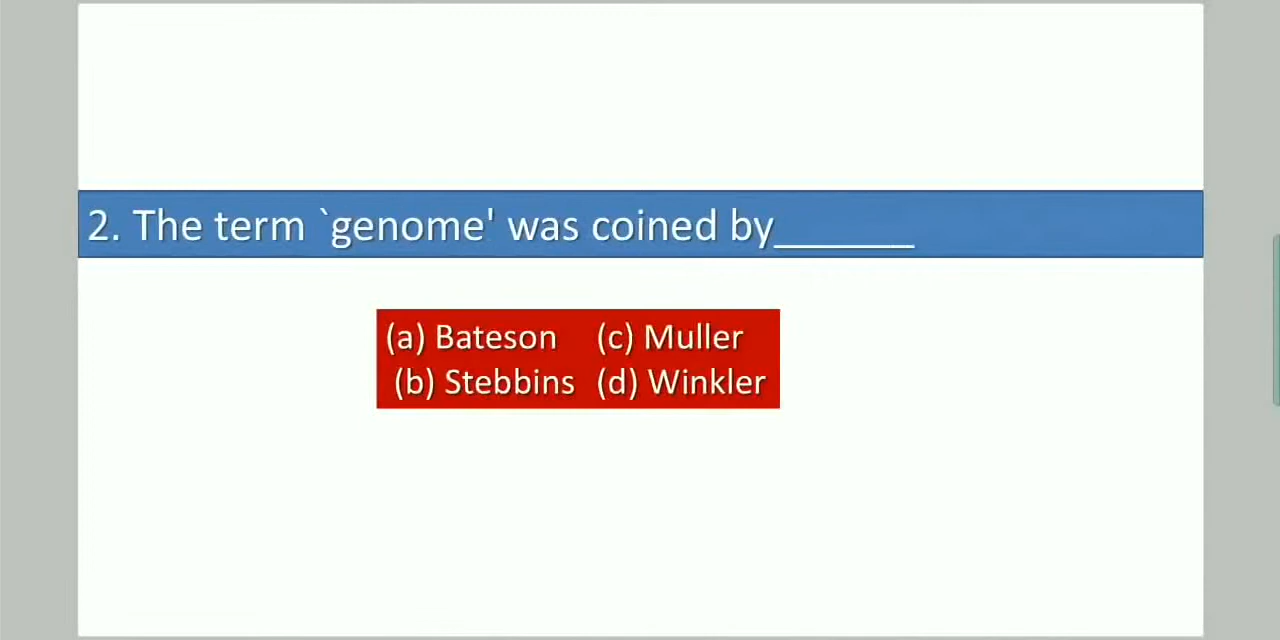 2. The term `genome' was coined by_______
(a) Bateson (c) Muller
(b) Stebbins (d) Winkler